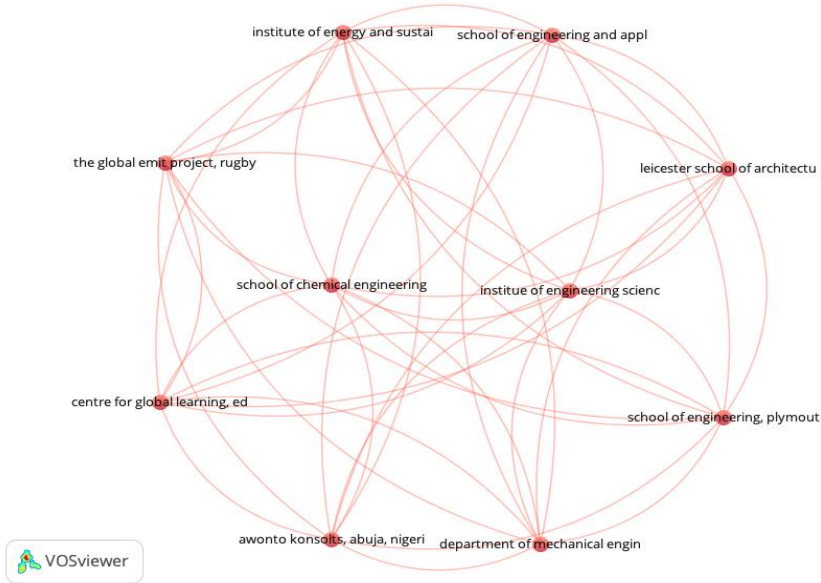 institute of energy and sustai
school of engineering and appl
the global emit project, rugby
leicester school of architectu
school of chemical engineering
institue of engineering scienc
centre for global learning, ed
school of engineering, plymout
awonto konsolts, abuja, nigeri
department of mechanical engin
VOSviewer